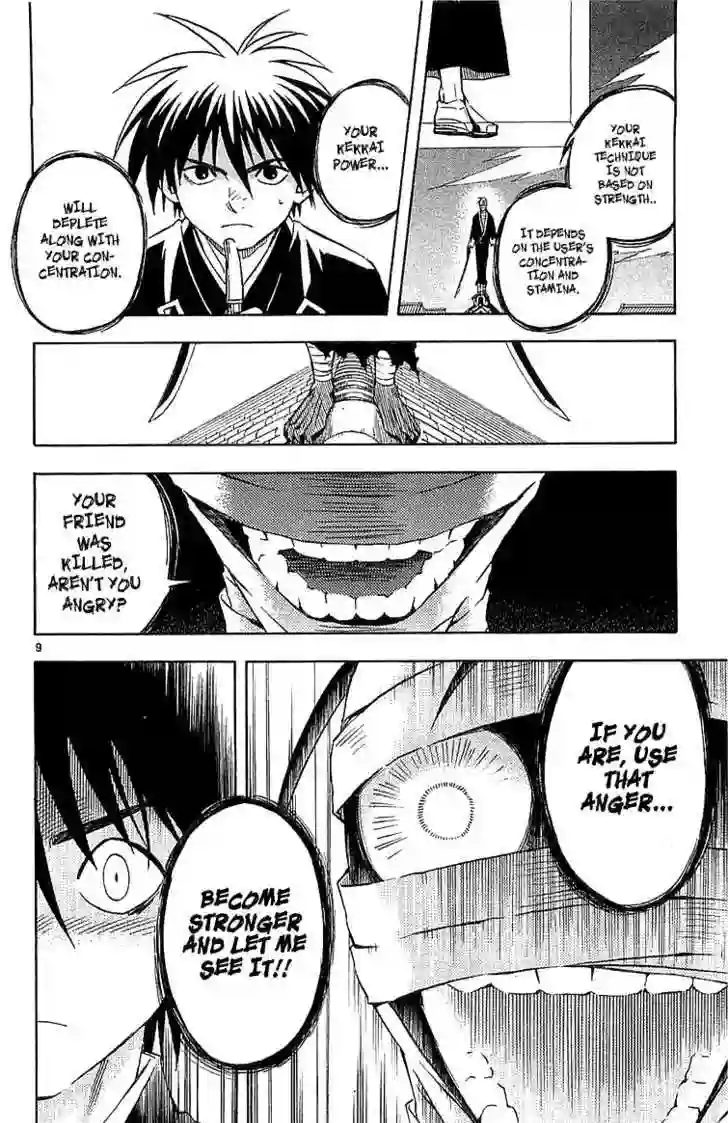 YOUR
KEKKAI
TECHNIQUE
IS NOT
BASED ON
STRENGTH..
IT DEPENDS
ON THE USER'S
CONCENTRA-
TION AND
STAMINA.
YOUR
KEKKAI
POWER...
WILL
DEPLETE
ALONG WITH
YOUR CON-
CENTRATION.
YOUR
FRIEND
WAS
KILLED,
AREN'T YOU
ANGRY?
9
IF YOU
ARE, USE
THAT
ANGER...
BECOME
STRONGER
AND LET ME
SEE IT!!